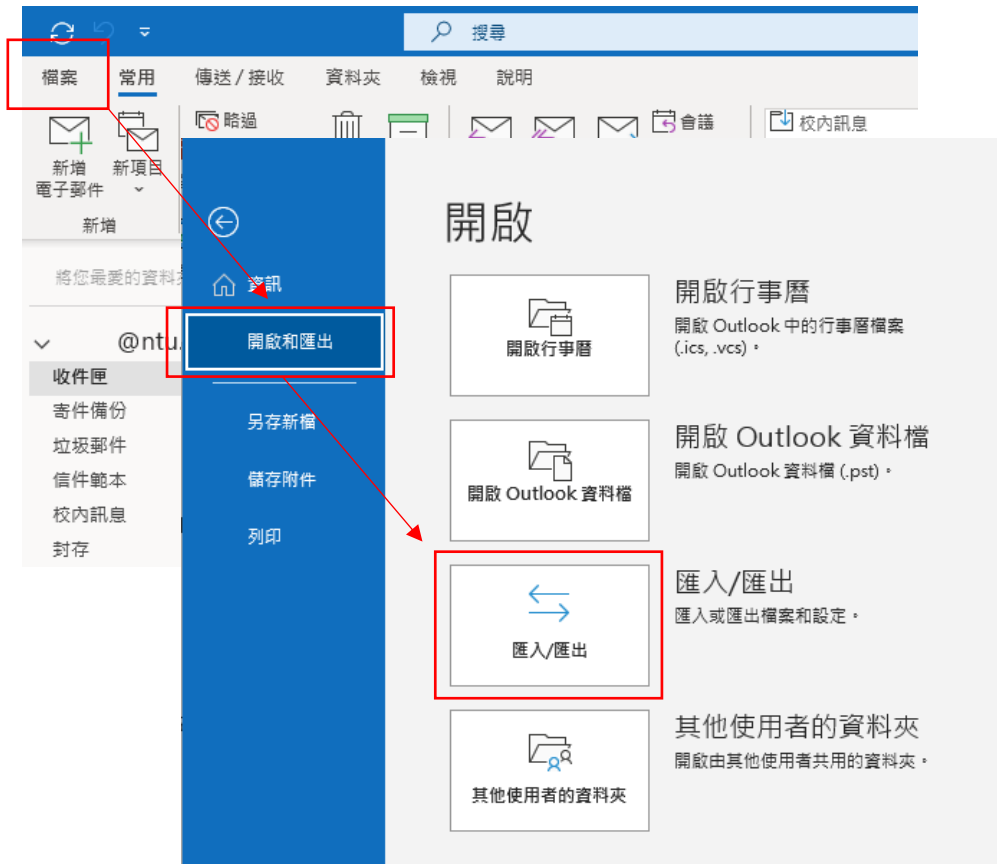 搜尋
檔案 常用 傳送 / 接收 資料夾 檢視 說明
略過
會議
校內訊息
新增
電子郵件
新項目
新增
將您最愛的資料
@ntu.
收件匣
寄件備份
垃圾郵件
信件範本
校內訊息
封存
資訊
開啟和匯出
另存新檔
儲存附件
列印
開啟
開啟行事曆
開啟行事曆
開啟 Outlook 中的行事曆檔案
(.ics, .vcs)。
開啟 Outlook 資料檔
開啟 Outlook 資料檔
開啟 Outlook 資料檔 (.pst)。
匯入/匯出
匯入/匯出
匯入或匯出檔案和設定。
其他使用者的資料夾
其他使用者的資料夾
開啟由其他使用者共用的資料夾。